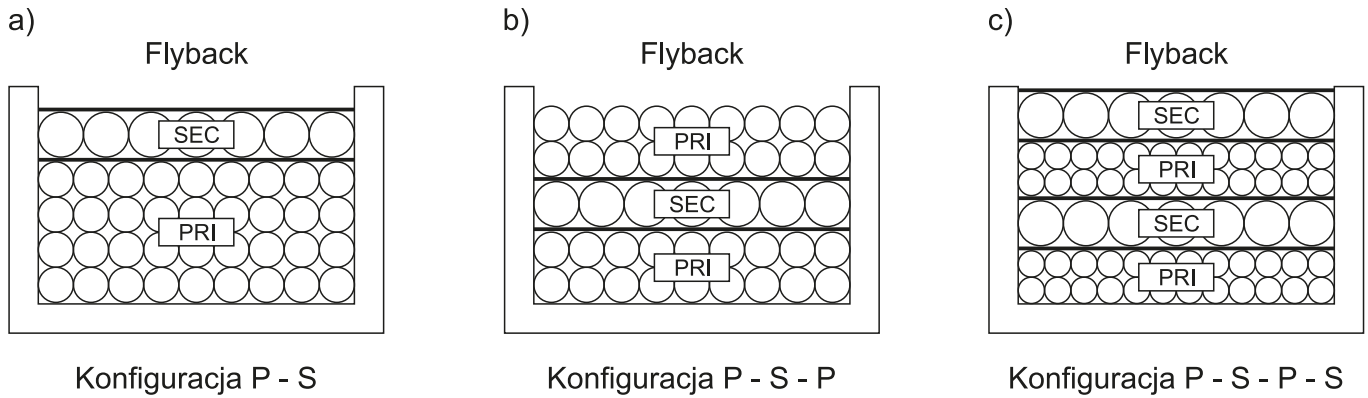 a)
Flyback
SEC
PRI
Konfiguracja P - S
b)
Flyback
PRI
SEC
PRI
Konfiguracja P - S - P
c)
Flyback
SEC
PRI
SEC
PRI
Konfiguracja P - S - P - S